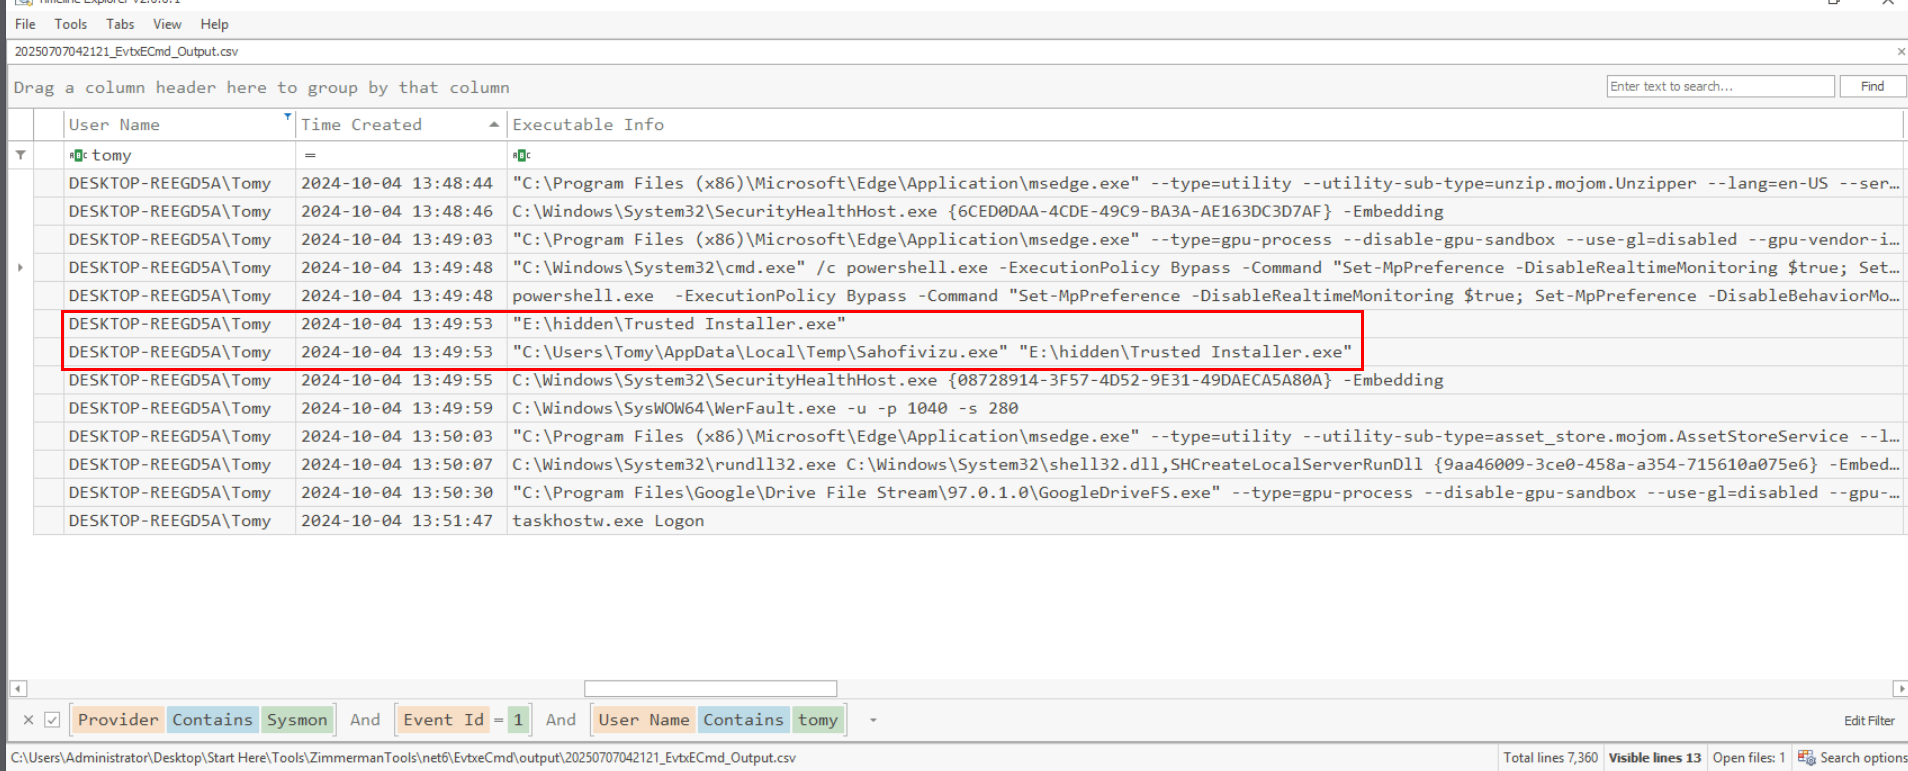 Timeline Explorer v2.0.0.1
File Tools Tabs View Help
20250707042121_EvtxECmd_Output.csv
Drag a column header here to group by that column
Enter text to search... Find
User Name Time Created Executable Info
tomy =
DESKTOP-REEGD5A\Tomy 2024-10-04 13:48:44 "C:\Program Files (x86)\Microsoft\Edge\Application\msedge.exe" --type=utility --utility-sub-type=unzip.mojom.Unzipper --lang=en-US --ser...
DESKTOP-REEGD5A\Tomy 2024-10-04 13:48:46 C:\Windows\System32\SecurityHealthHost.exe {6CED0DAA-4CDE-49C9-BA3A-AE163DC3D7AF} -Embedding
DESKTOP-REEGD5A\Tomy 2024-10-04 13:49:03 "C:\Program Files (x86)\Microsoft\Edge\Application\msedge.exe" --type=gpu-process --disable-gpu-sandbox --use-gl=disabled --gpu-vendor-i...
DESKTOP-REEGD5A\Tomy 2024-10-04 13:49:48 "C:\Windows\System32\cmd.exe" /c powershell.exe -ExecutionPolicy Bypass -Command "Set-MpPreference -DisableRealtimeMonitoring $true; Set...
DESKTOP-REEGD5A\Tomy 2024-10-04 13:49:48 powershell.exe  -ExecutionPolicy Bypass -Command "Set-MpPreference -DisableRealtimeMonitoring $true; Set-MpPreference -DisableBehaviorMo...
DESKTOP-REEGD5A\Tomy 2024-10-04 13:49:53 "E:\hidden\Trusted Installer.exe"
DESKTOP-REEGD5A\Tomy 2024-10-04 13:49:53 "C:\Users\Tomy\AppData\Local\Temp\Sahofivizu.exe" "E:\hidden\Trusted Installer.exe"
DESKTOP-REEGD5A\Tomy 2024-10-04 13:49:55 C:\Windows\System32\SecurityHealthHost.exe {08728914-3F57-4D52-9E31-49DAECA5A80A} -Embedding
DESKTOP-REEGD5A\Tomy 2024-10-04 13:49:59 C:\Windows\SysWOW64\WerFault.exe -u -p 1040 -s 280
DESKTOP-REEGD5A\Tomy 2024-10-04 13:50:03 "C:\Program Files (x86)\Microsoft\Edge\Application\msedge.exe" --type=utility --utility-sub-type=asset_store.mojom.AssetStoreService --l...
DESKTOP-REEGD5A\Tomy 2024-10-04 13:50:07 C:\Windows\System32\rundll32.exe C:\Windows\System32\shell32.dll,SHCreateLocalServerRunDll {9aa46009-3ce0-458a-a354-715610a075e6} -Embed...
DESKTOP-REEGD5A\Tomy 2024-10-04 13:50:30 "C:\Program Files\Google\Drive File Stream\97.0.1.0\GoogleDriveFS.exe" --type=gpu-process --disable-gpu-sandbox --use-gl=disabled --gpu-...
DESKTOP-REEGD5A\Tomy 2024-10-04 13:51:47 taskhostw.exe Logon
Provider Contains Sysmon And Event Id = 1 And User Name Contains tomy Edit Filter
C:\Users\Administrator\Desktop\Start Here\Tools\ZimmermanTools\net6\EvtxeCmd\output\20250707042121_EvtxECmd_Output.csv Total lines 7,360 Visible lines 13 Open files: 1 Search options